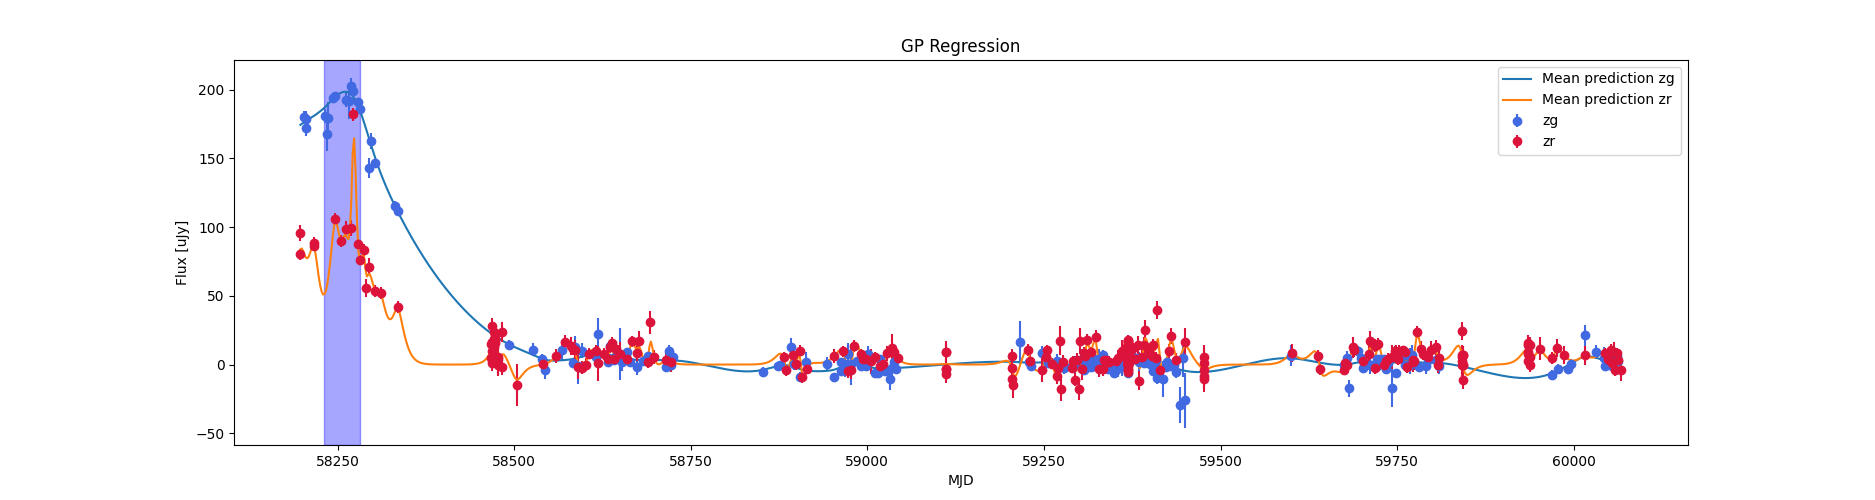 GP Regression
Mean prediction zg
Mean prediction zr
zg
zr
Flux [uJy]
200
150
100
50
0
−50
58250 58500 58750 59000 59250 59500 59750 60000
MJD